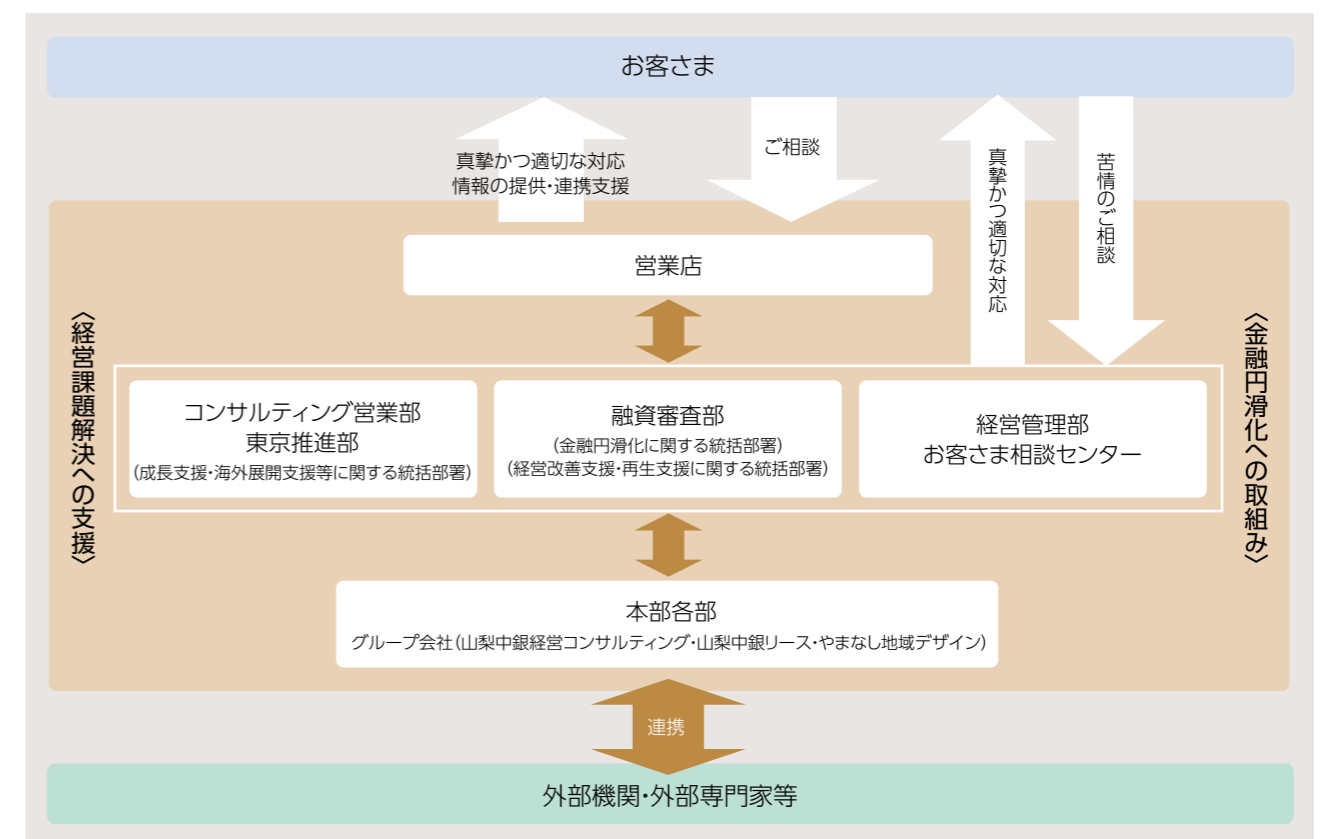 お客さま
真摯かつ適切な対応
情報の提供・連携支援
ご相談
真摯かつ適切な対応
苦情のご相談
営業店
〈経営課題解決への支援〉
〈金融円滑化への取組み〉
コンサルティング営業部
東京推進部
(成長支援・海外展開支援等に関する統括部署)
融資審査部
(金融円滑化に関する統括部署)
(経営改善支援・再生支援に関する統括部署)
経営管理部
お客さま相談センター
本部各部
グループ会社(山梨中銀経営コンサルティング・山梨中銀リース・やまなし地域デザイン)
連携
外部機関・外部専門家等